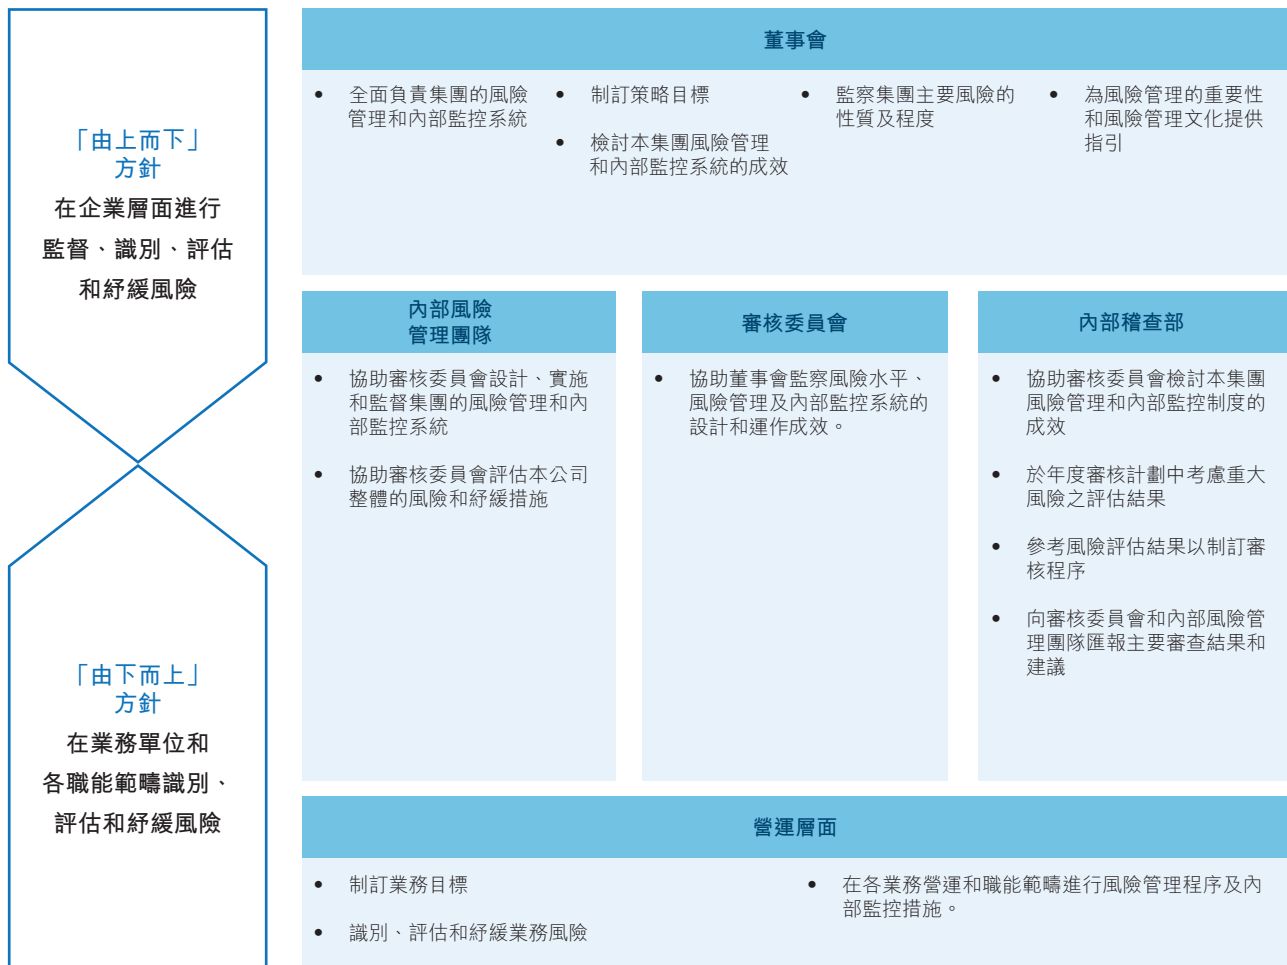 「由上而下」
方針
在企業層面進行
監督、識別、評估
和紓緩風險
董事會
• 全面負責集團的風險
管理和內部監控系統
• 制訂策略目標
• 檢討本集團風險管理
和內部監控系統的成效
• 監察集團主要風險的
性質及程度
• 為風險管理的重要性
和風險管理文化提供
指引
內部風險
管理團隊
• 協助審核委員會設計、實施
和監督集團的風險管理和內
部監控系統
• 協助審核委員會評估本公司
整體的風險和紓緩措施
審核委員會
• 協助董事會監察風險水平、
風險管理及內部監控系統的
設計和運作成效。
內部稽查部
• 協助審核委員會檢討本集團
風險管理和內部監控制度的
成效
• 於年度審核計劃中考慮重大
風險之評估結果
• 參考風險評估結果以制訂審
核程序
• 向審核委員會和內部風險管
理團隊匯報主要審查結果和
建議
「由下而上」
方針
在業務單位和
各職能範疇識別、
評估和紓緩風險
營運層面
• 制訂業務目標
• 識別、評估和紓緩業務風險
• 在各業務營運和職能範疇進行風險管理程序及內
部監控措施。